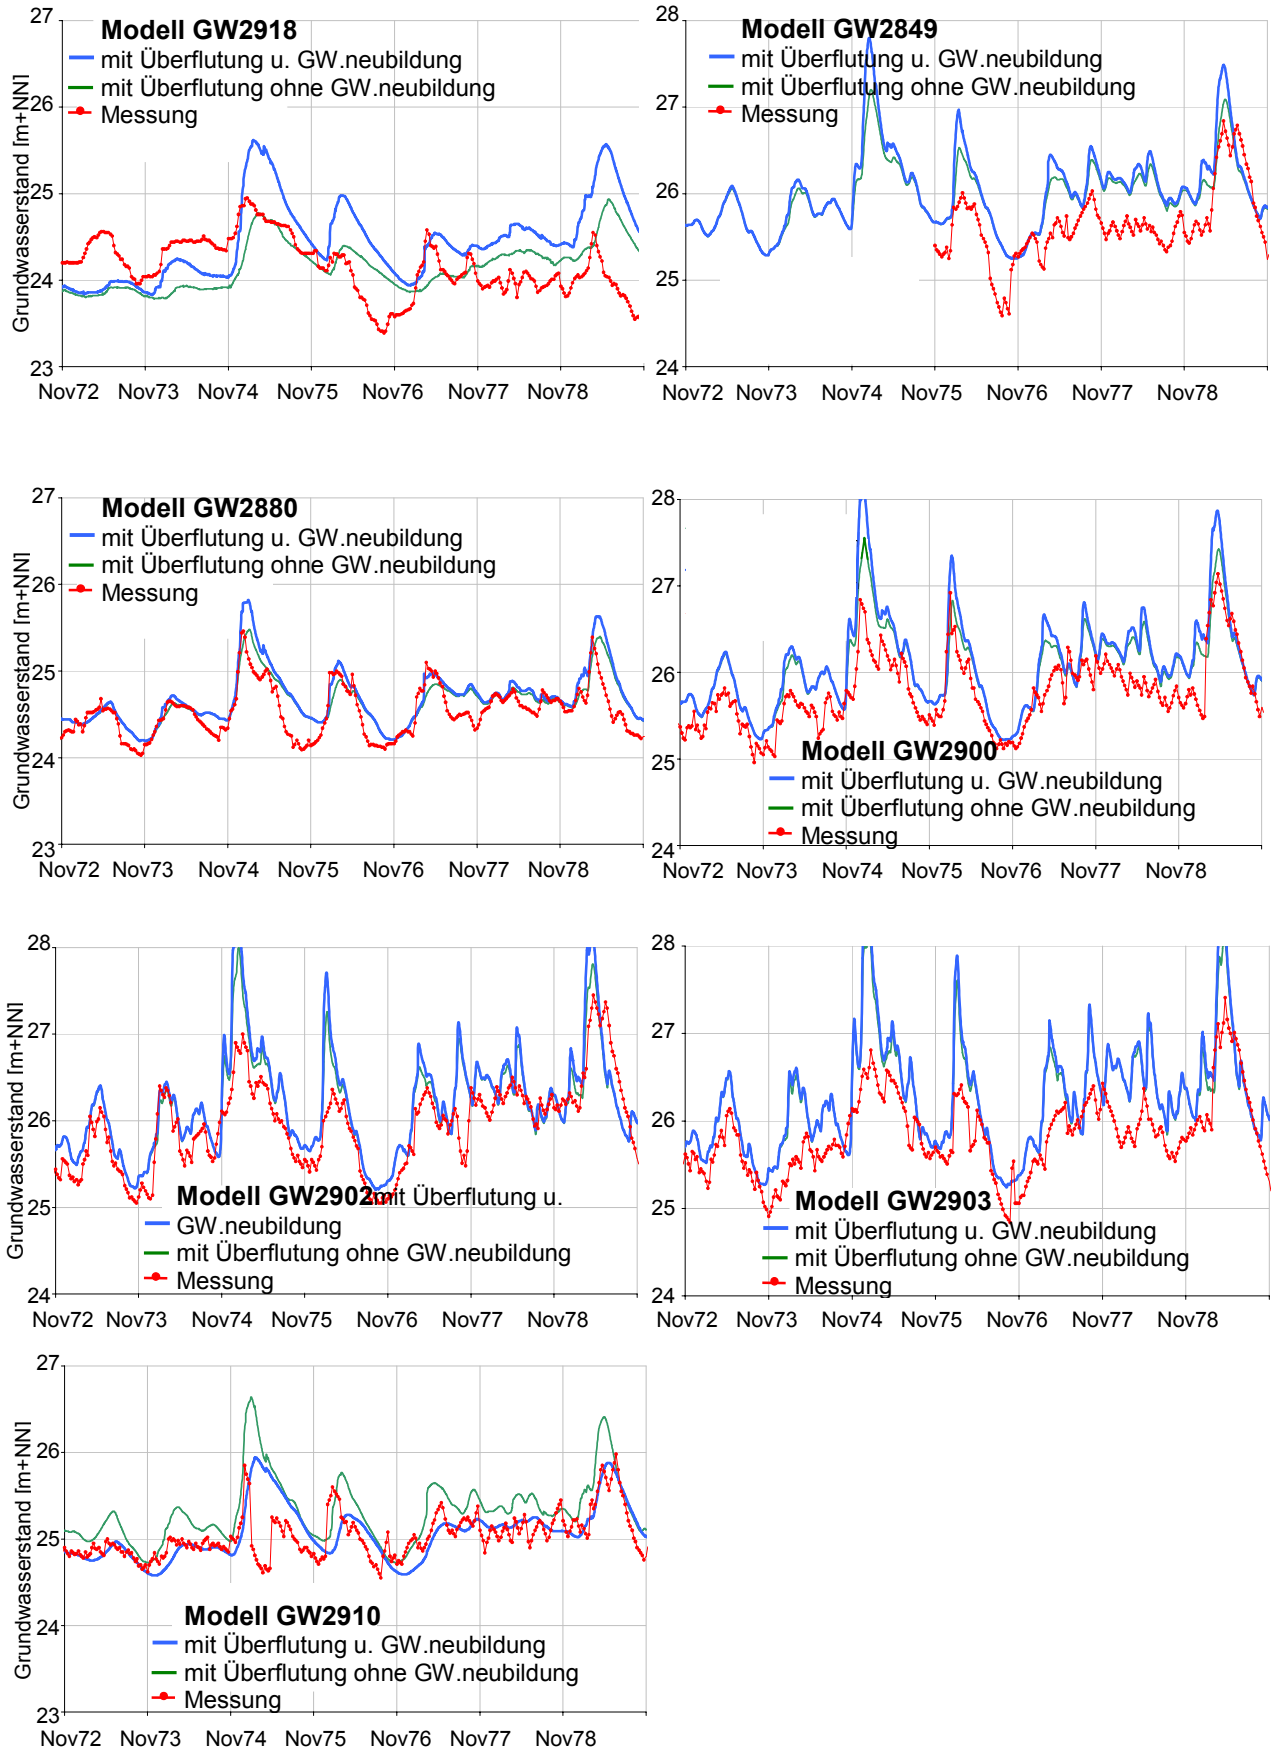 Modell GW2918
mit Überflutung u. GW.neubildung
mit Überflutung ohne GW.neubildung
Messung
Grundwasserstand [m+NN]
27
26
25
24
23
Nov72 Nov73 Nov74 Nov75 Nov76 Nov77 Nov78
Modell GW2849
mit Überflutung u. GW.neubildung
mit Überflutung ohne GW.neubildung
Messung
28
27
26
25
24
Nov72 Nov73 Nov74 Nov75 Nov76 Nov77 Nov78
Modell GW2880
mit Überflutung u. GW.neubildung
mit Überflutung ohne GW.neubildung
Messung
Grundwasserstand [m+NN]
27
26
25
24
23
Nov72 Nov73 Nov74 Nov75 Nov76 Nov77 Nov78
28
27
26
25
24
Modell GW2900
mit Überflutung u. GW.neubildung
mit Überflutung ohne GW.neubildung
Messung
Nov72 Nov73 Nov74 Nov75 Nov76 Nov77 Nov78
Grundwasserstand [m+NN]
28
27
26
25
24
Modell GW2902mit Überflutung u.
GW.neubildung
mit Überflutung ohne GW.neubildung
Messung
Nov72 Nov73 Nov74 Nov75 Nov76 Nov77 Nov78
28
27
26
25
24
Modell GW2903
mit Überflutung u. GW.neubildung
mit Überflutung ohne GW.neubildung
Messung
Nov72 Nov73 Nov74 Nov75 Nov76 Nov77 Nov78
Grundwasserstand [m+NN]
27
26
25
24
23
Modell GW2910
mit Überflutung u. GW.neubildung
mit Überflutung ohne GW.neubildung
Messung
Nov72 Nov73 Nov74 Nov75 Nov76 Nov77 Nov78